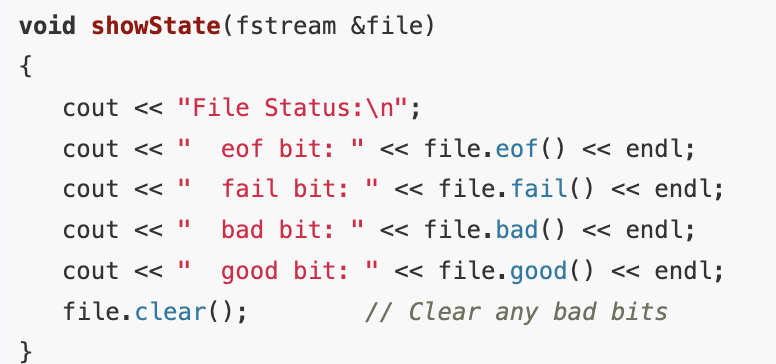 void showState(fstream &file)
{
   cout << "File Status:\n";
   cout << "  eof bit: " << file.eof() << endl;
   cout << "  fail bit: " << file.fail() << endl;
   cout << "  bad bit: " << file.bad() << endl;
   cout << "  good bit: " << file.good() << endl;
   file.clear();        // Clear any bad bits
}